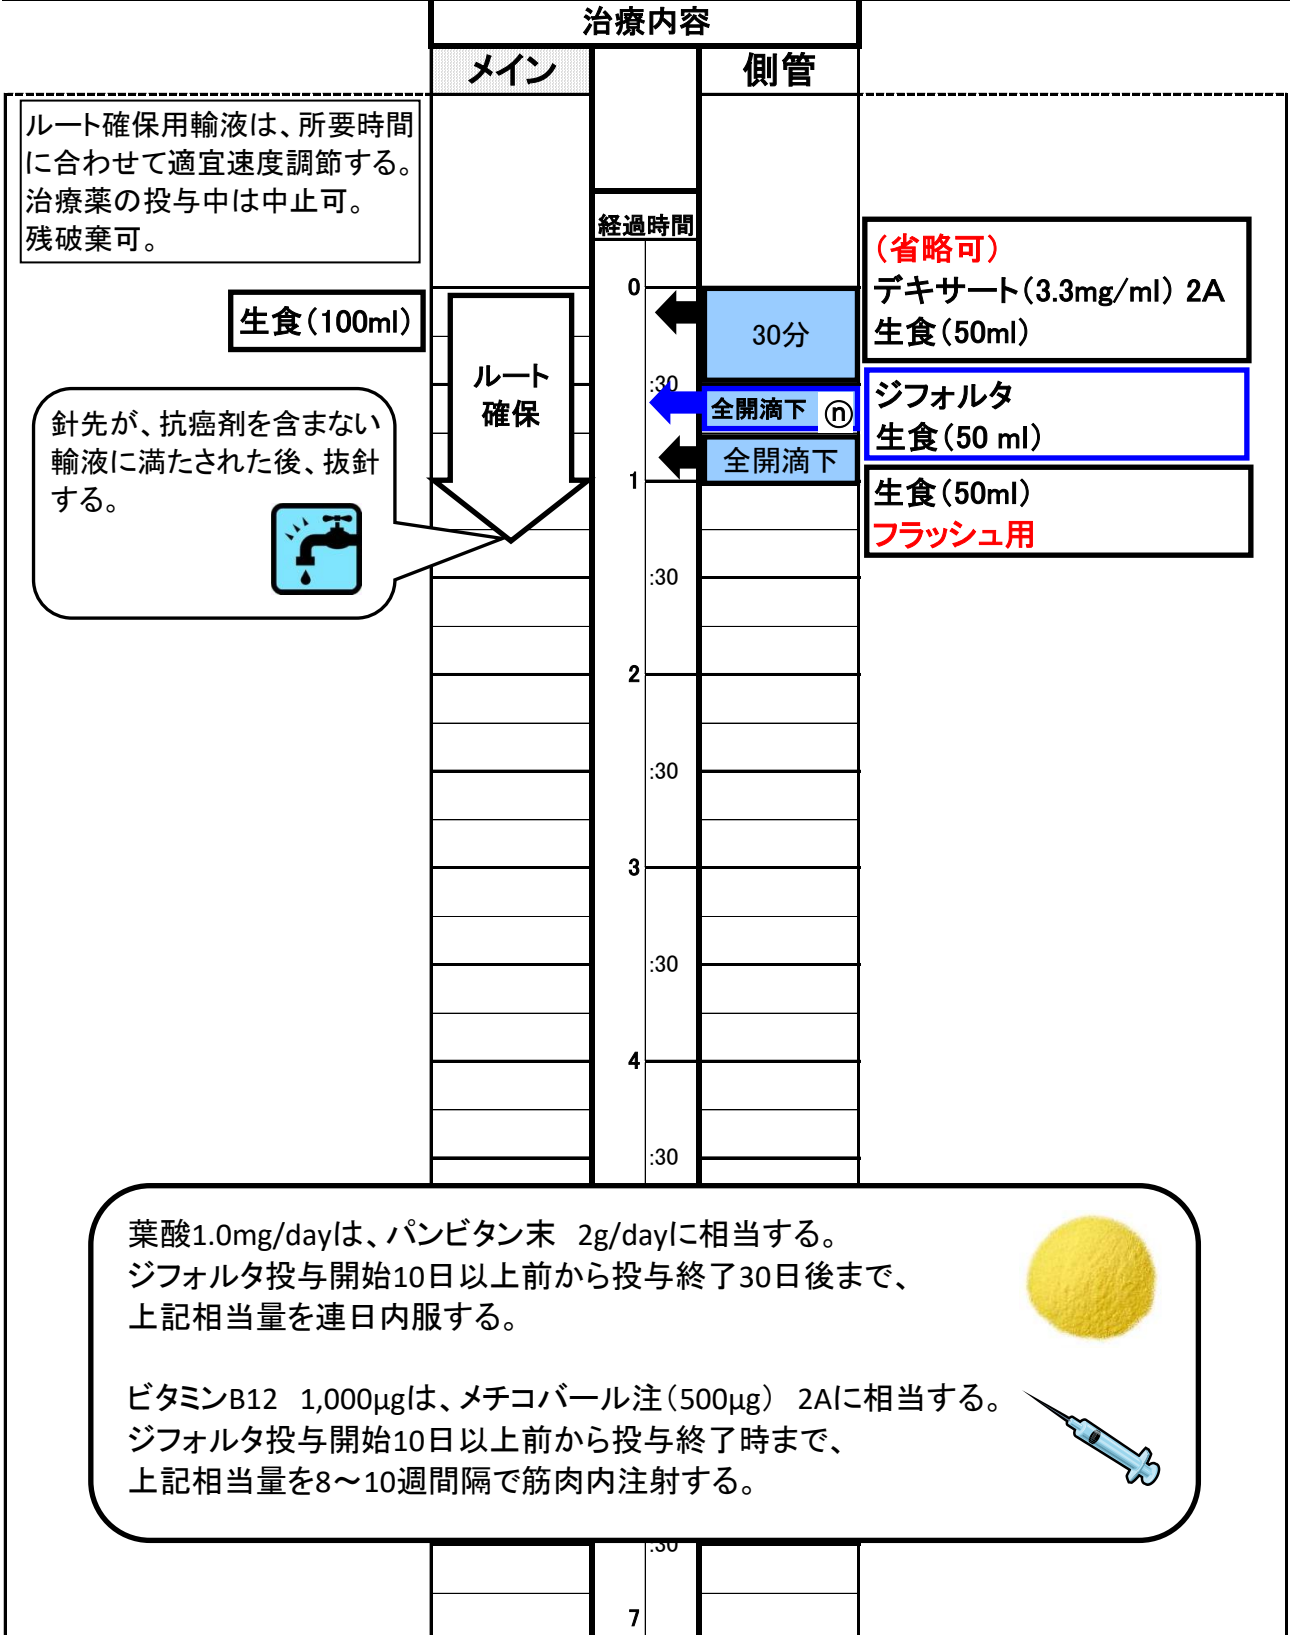 治療内容
メイン
側管
ルート確保用輸液は、所要時間
に合わせて適宜速度調節する。
治療薬の投与中は中止可。
残破棄可。
経過時間
(省略可)
デキサート(3.3mg/ml) 2A
生食(50ml)
0
生食(100ml)
30分
ルート
確保
:30
全開滴下 ⓝ
ジフォルタ
生食(50 ml)
針先が、抗癌剤を含まない
輸液に満たされた後、抜針
する。
全開滴下
1
生食(50ml)
フラッシュ用
:30
2
:30
3
:30
4
:30
葉酸1.0mg/dayは、パンビタン末 2g/dayに相当する。
ジフォルタ投与開始10日以上前から投与終了30日後まで、
上記相当量を連日内服する。
ビタミンB12 1,000μgは、メチコバール注(500μg) 2Aに相当する。
ジフォルタ投与開始10日以上前から投与終了時まで、
上記相当量を8～10週間隔で筋肉内注射する。
:30
7